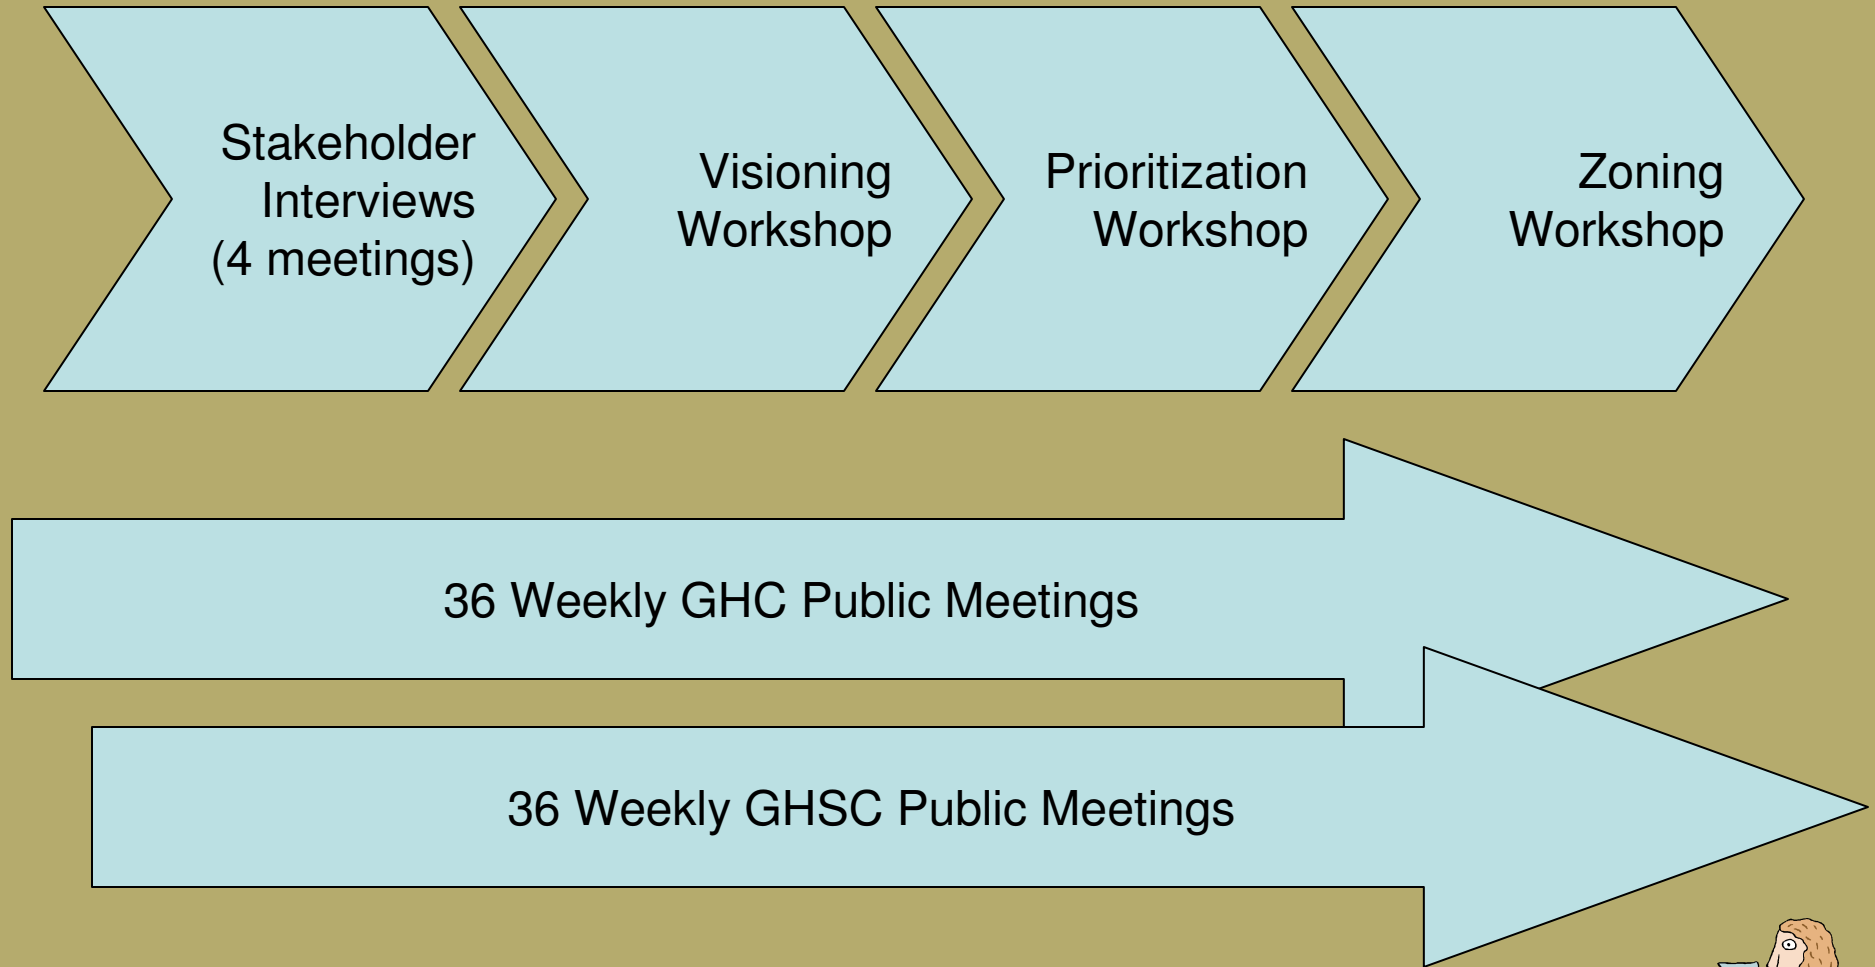 Stakeholder
Interviews
(4 meetings)
Visioning
Workshop
Prioritization
Workshop
Zoning
Workshop
36 Weekly GHC Public Meetings
36 Weekly GHSC Public Meetings